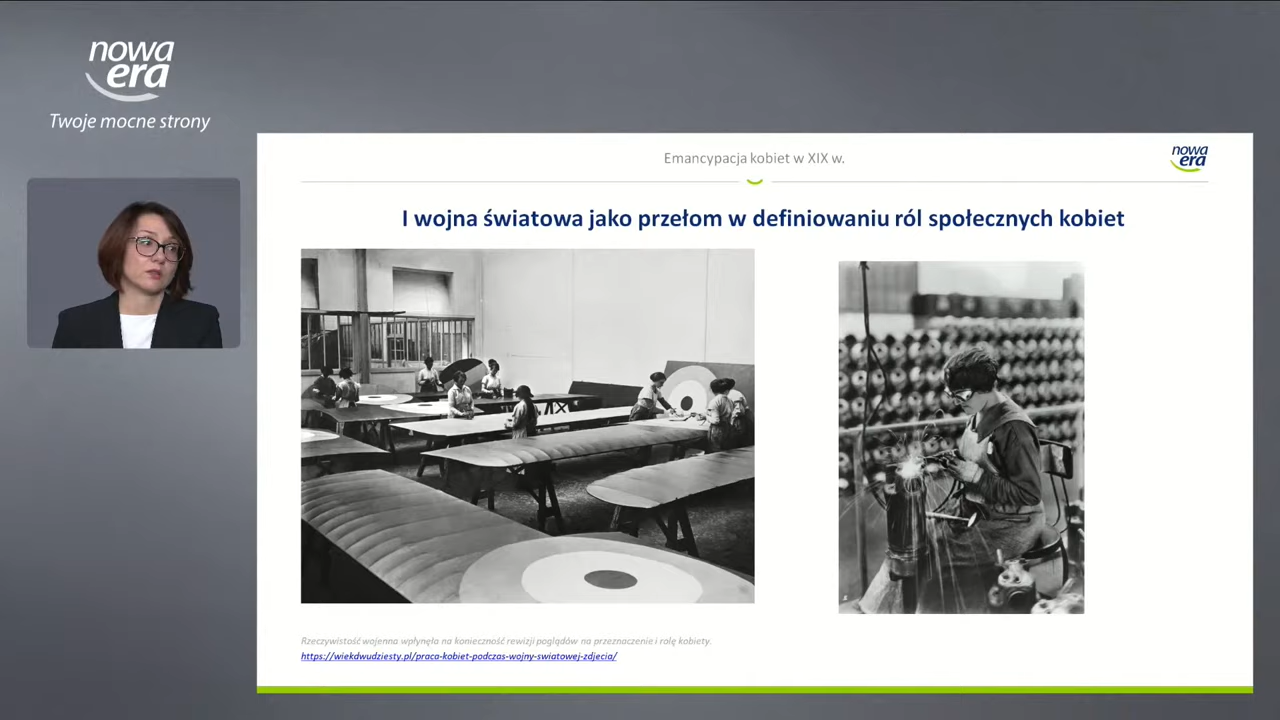 nowa
era
Twoje mocne strony
Emancypacja kobiet w XIX w.
nowa
era
I wojna światowa jako przełom w definiowaniu ról społecznych kobiet
Rzeczywistość wojenna wpłynęła na konieczność rewizji poglądów na przeznaczenie i rolę kobiety.
https://wiekdwudziesty.pl/praca-kobiet-podczas-wojny-swiatowej-zdjecia/